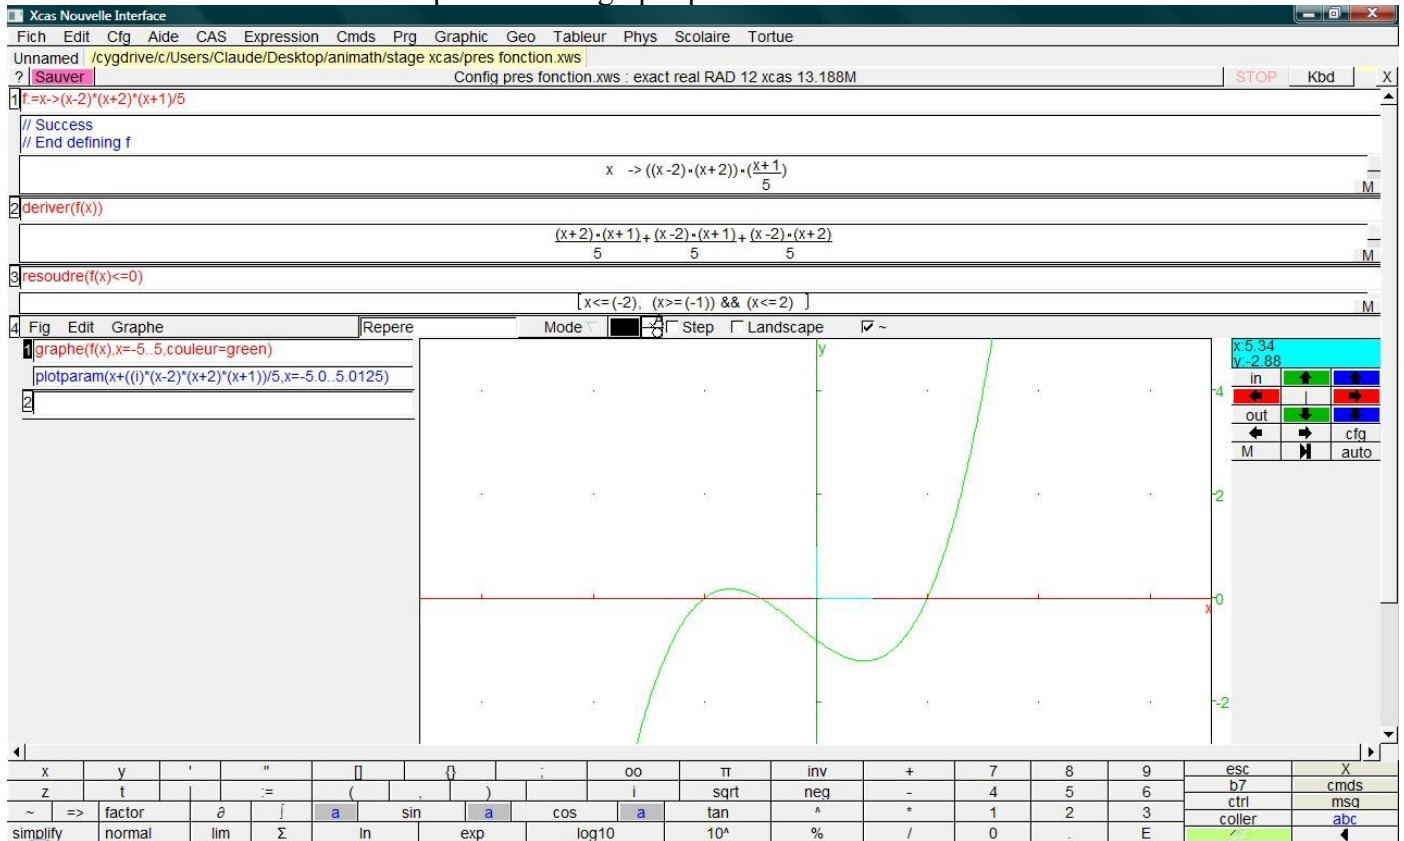 Xcas Nouvelle Interface
Fich Edit Cfg Aide CAS Expression Cmds Prg Graphic Geo Tableur Phys Scolaire Tortue
Unnamed /cygdrive/c/Users/Claude/Desktop/animath/stage xcas/pres fonction.xws
? Sauver Config pres fonction.xws : exact real RAD 12 xcas 13.188M STOP Kbd X
1 f:=x->(x-2)*(x+2)*(x+1)/5
// Success
// End defining f
x -> ((x-2)*(x+2))*(x+1/5)
M
2 deriver(f(x))
(x+2)*(x+1)/5 + (x-2)*(x+1)/5 + (x-2)*(x+2)/5
M
3 resoudre(f(x)<=0)
[x<=(-2), (x>=(-1)) && (x<=2) ]
M
4 Fig Edit Graphe Repere Mode Step Landscape ~
1 graphe(f(x),x=-5..5,couleur=green)
plotparam(x+((i)*(x-2)*(x+2)*(x+1))/5,x=-5.0..5.0125)
2
y
4
2
0
x
-2
x:5.34
y:-2.88
in
|
out
cfg
M auto
x y ' " [] {} ; oo π inv + 7 8 9 esc X
z t | := ( , ) i sqrt neg - 4 5 6 b7 cmds
~ => factor ∂ ∫ a sin a cos a tan ^ * 1 2 3 ctrl msg
coller abc
simplify normal lim Σ ln exp log10 10^ % / 0 . E